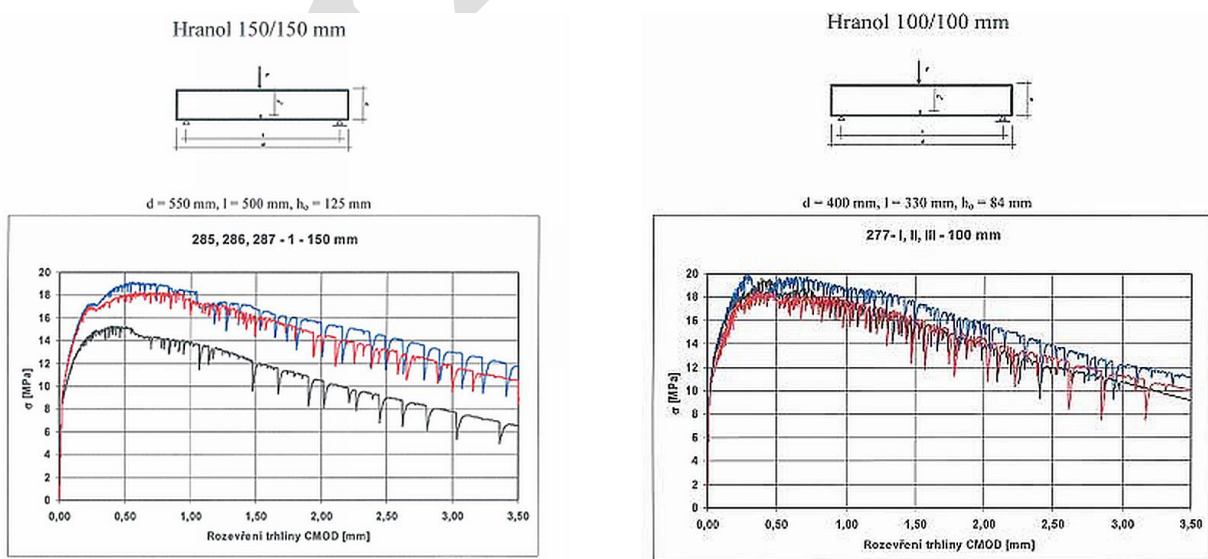 Hranol 150/150 mm
d = 550 mm, l = 500 mm, h₀ = 125 mm
285, 286, 287 - 1 - 150 mm
σ [MPa]
20
18
16
14
12
10
8
6
4
2
0
0,00 0,50 1,00 1,50 2,00 2,50 3,00 3,50
Rozevření trhliny CMOD [mm]
Hranol 100/100 mm
d = 400 mm, l = 330 mm, h₀ = 84 mm
277- I, II, III - 100 mm
σ [MPa]
20
18
16
14
12
10
8
6
4
2
0
0,00 0,50 1,00 1,50 2,00 2,50 3,00 3,50
Rozevření trhliny CMOD [mm]